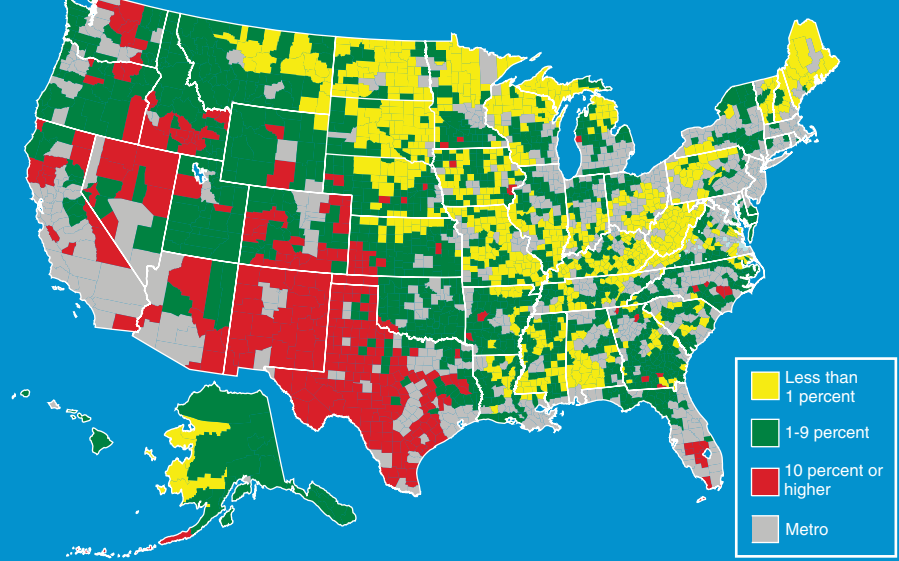 Less than
1 percent
1-9 percent
10 percent or
higher
Metro